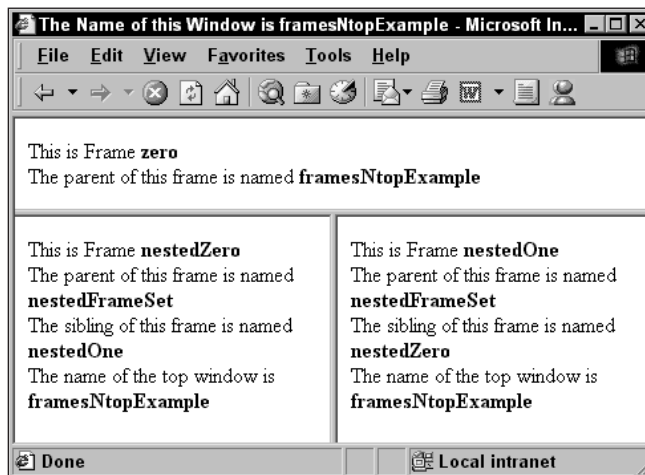 The Name of this Window is framesNtopExample - Microsoft In...
File Edit View Favorites Tools Help
This is Frame zero
The parent of this frame is named framesNtopExample
This is Frame nestedZero
The parent of this frame is named
nestedFrameSet
The sibling of this frame is named
nestedOne
The name of the top window is
framesNtopExample
This is Frame nestedOne
The parent of this frame is named
nestedFrameSet
The sibling of this frame is named
nestedZero
The name of the top window is
framesNtopExample
Done
Local intranet